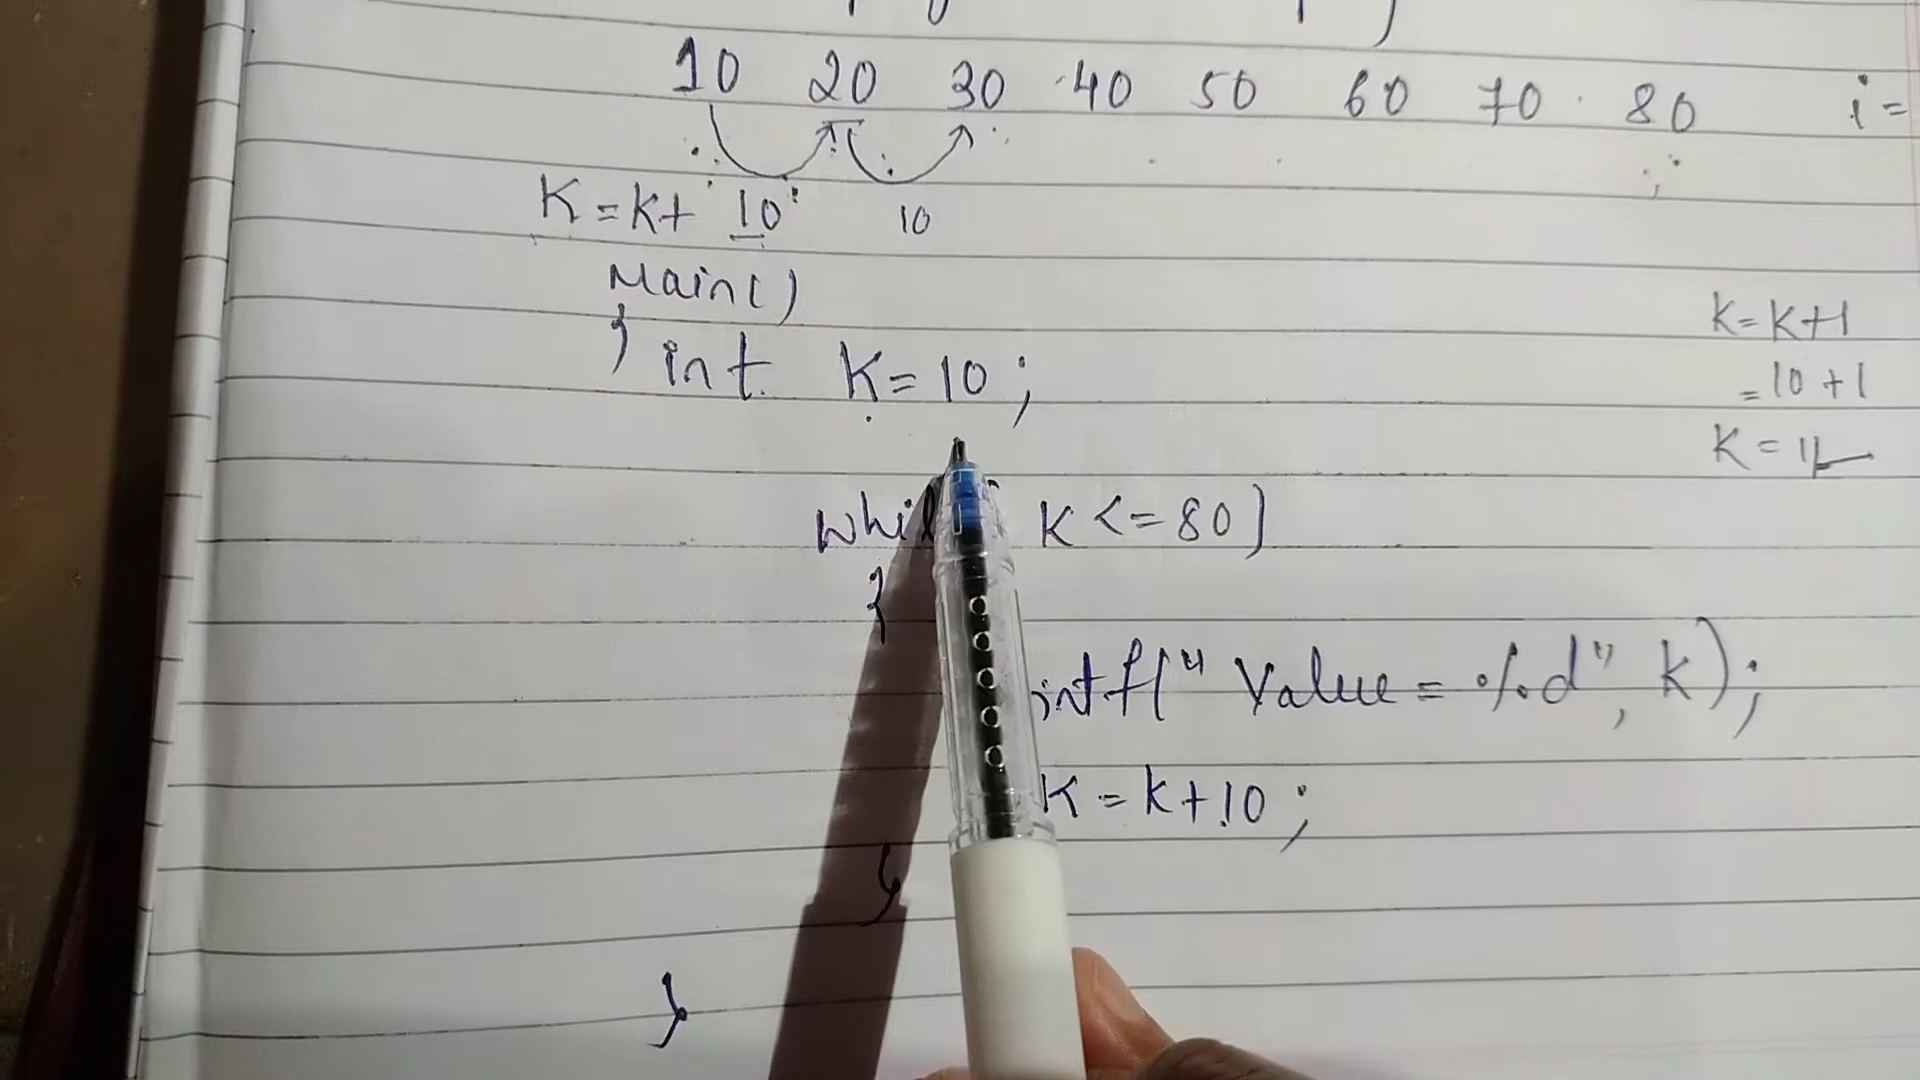 10 20 30 40 50 60 70 80 i =
K = k + 10 10
Main()
{ int K = 10 ;
K = K+1
= 10 + 1
K = 11
K <= 80)
{
intf(" Value = %d", k);
K = k + 10 ;
}
}